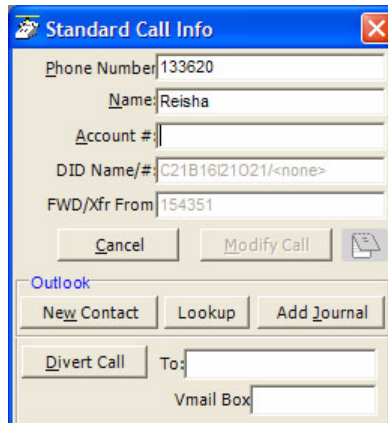 Standard Call Info
Phone Number 133620
Name: Reisha
Account #:
DID Name/#: C21B16I21O21/<none>
FWD/Xfr From 154351
Cancel Modify Call
Outlook
New Contact Lookup Add Journal
Divert Call To:
Vmail Box